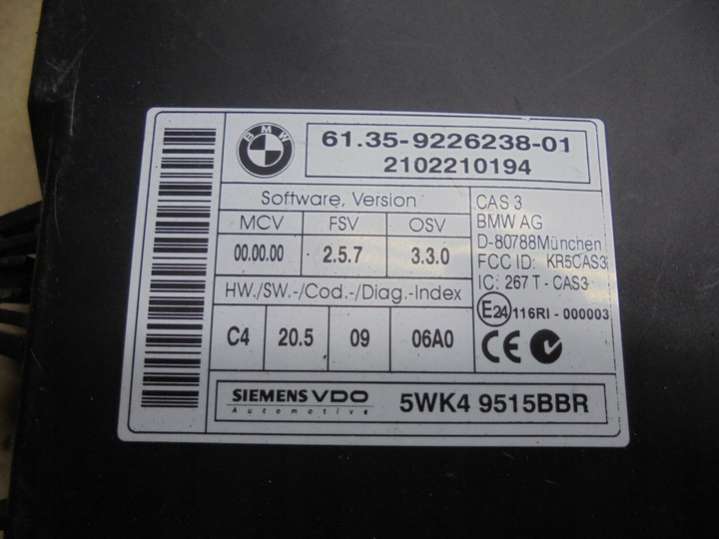 BMW
61.35-9226238-01
2102210194
Software, Version
MCV FSV OSV
00.00.00 2.5.7 3.3.0
HW./SW.-/Cod.-/Diag.-Index
C4 20.5 09 06A0
CAS 3
BMW AG
D-80788München
FCC ID: KR5CAS3
IC: 267 T - CAS3
E24 116RI - 000003
CE
SIEMENS VDO
Automotive
5WK4 9515BBR